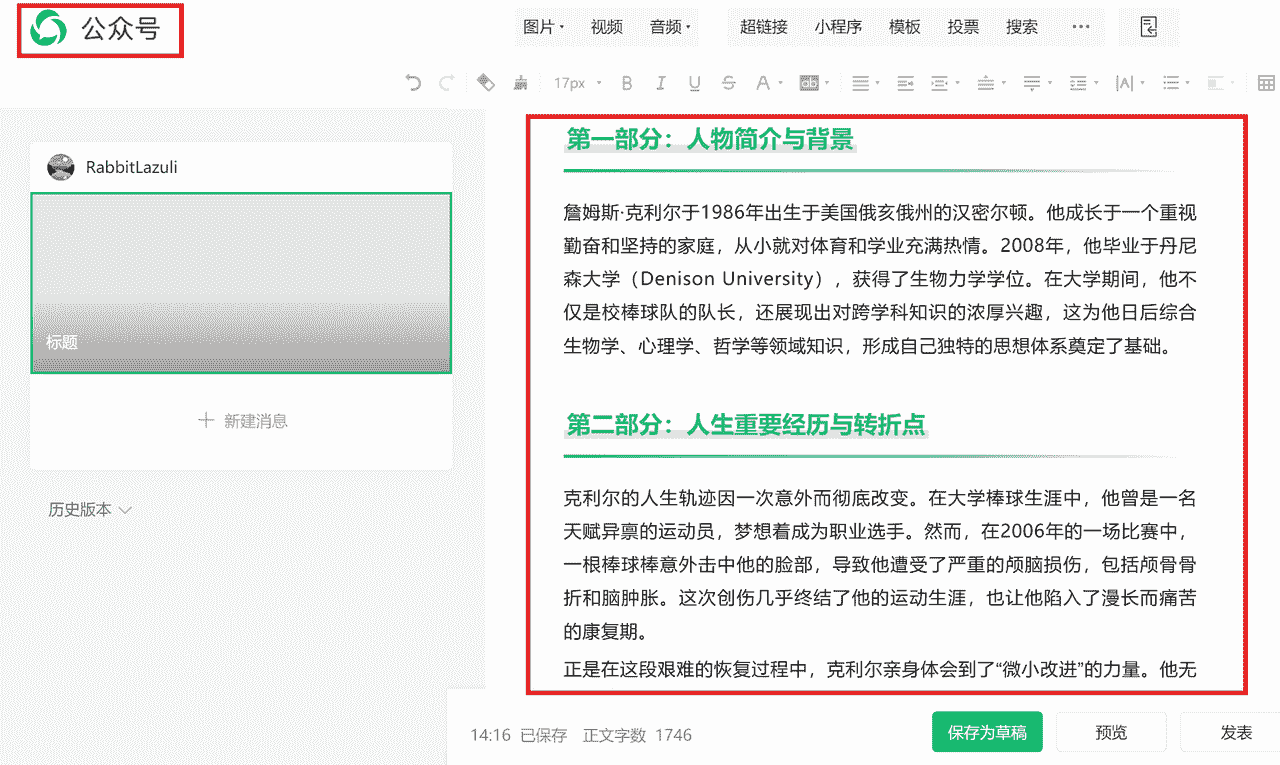 公众号
图片 视频 音频 超链接 小程序 模板 投票 搜索 ···
17px B I U S A
RabbitLazuli
标题
+ 新建消息
历史版本
第一部分：人物简介与背景
詹姆斯·克利尔于1986年出生于美国俄亥俄州的汉密尔顿。他成长于一个重视
勤奋和坚持的家庭，从小就对体育和学业充满热情。2008年，他毕业于丹尼
森大学（Denison University），获得了生物力学学位。在大学期间，他不
仅是校棒球队的队长，还展现出对跨学科知识的浓厚兴趣，这为他日后综合
生物学、心理学、哲学等领域知识，形成自己独特的思想体系奠定了基础。
第二部分：人生重要经历与转折点
克利尔的人生轨迹因一次意外而彻底改变。在大学棒球生涯中，他曾是一名
天赋异禀的运动员，梦想着成为职业选手。然而，在2006年的一场比赛中，
一根棒球棒意外击中他的脸部，导致他遭受了严重的颅脑损伤，包括颅骨骨
折和脑肿胀。这次创伤几乎终结了他的运动生涯，也让他陷入了漫长而痛苦
的康复期。
正是在这段艰难的恢复过程中，克利尔亲身体会到了“微小改进”的力量。他无
14:16 已保存 正文字数 1746
保存为草稿 预览 发表